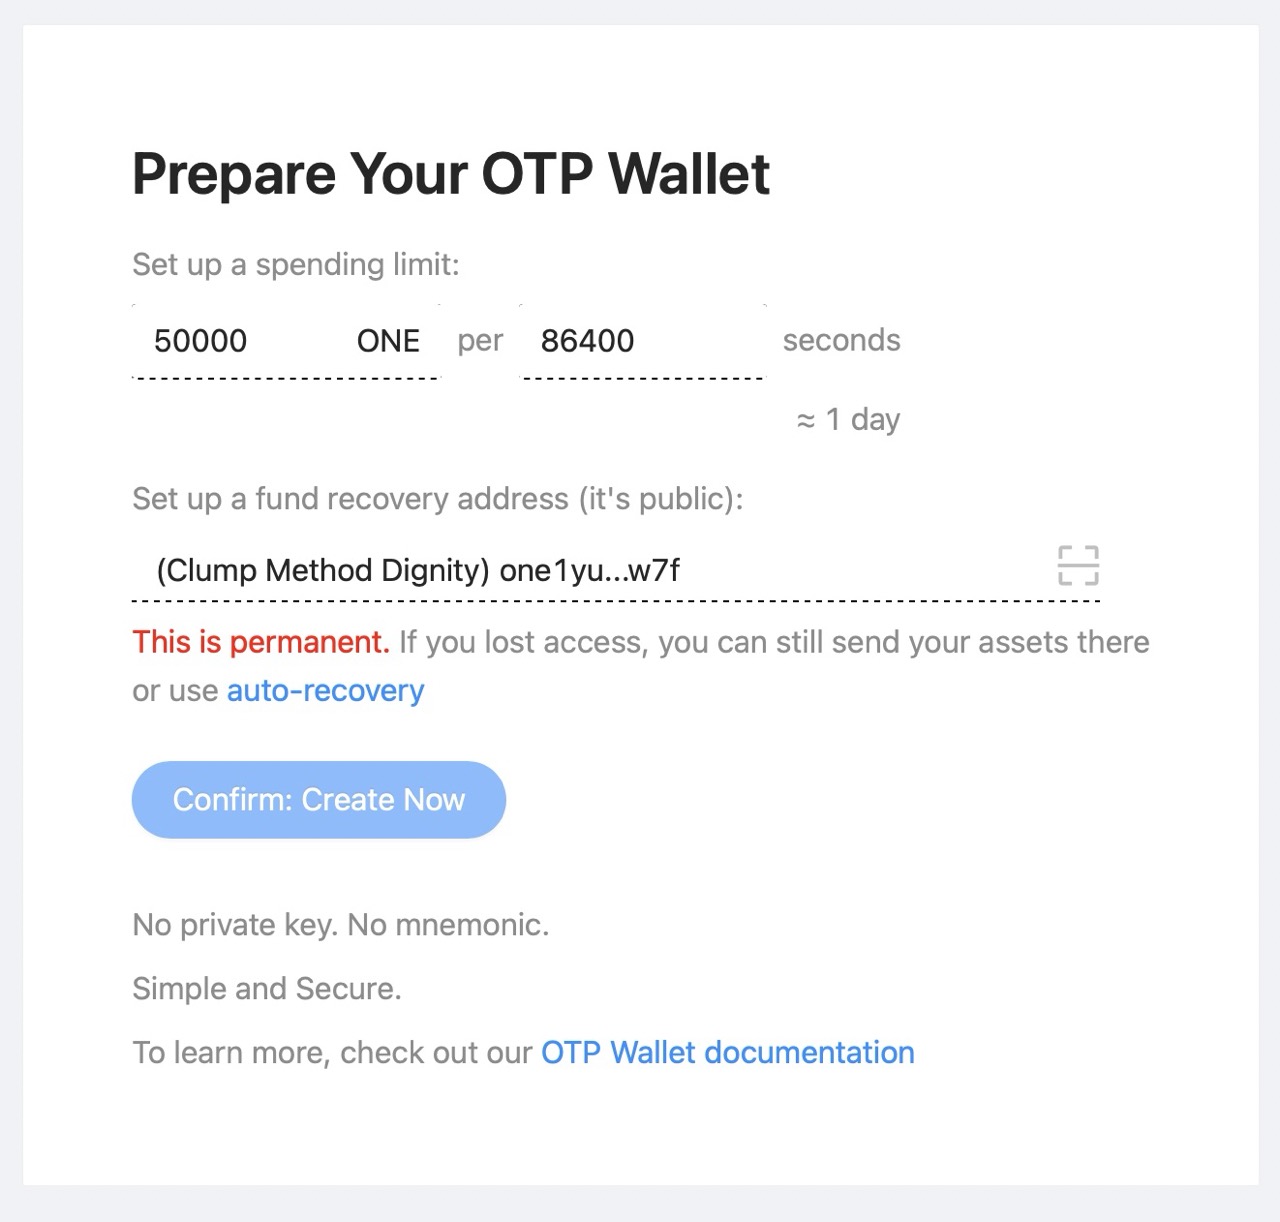 Prepare Your OTP Wallet
Set up a spending limit:
50000 ONE per 86400 seconds
≈ 1 day
Set up a fund recovery address (it's public):
(Clump Method Dignity) one1yu...w7f
This is permanent. If you lost access, you can still send your assets there
or use auto-recovery
Confirm: Create Now
No private key. No mnemonic.
Simple and Secure.
To learn more, check out our OTP Wallet documentation